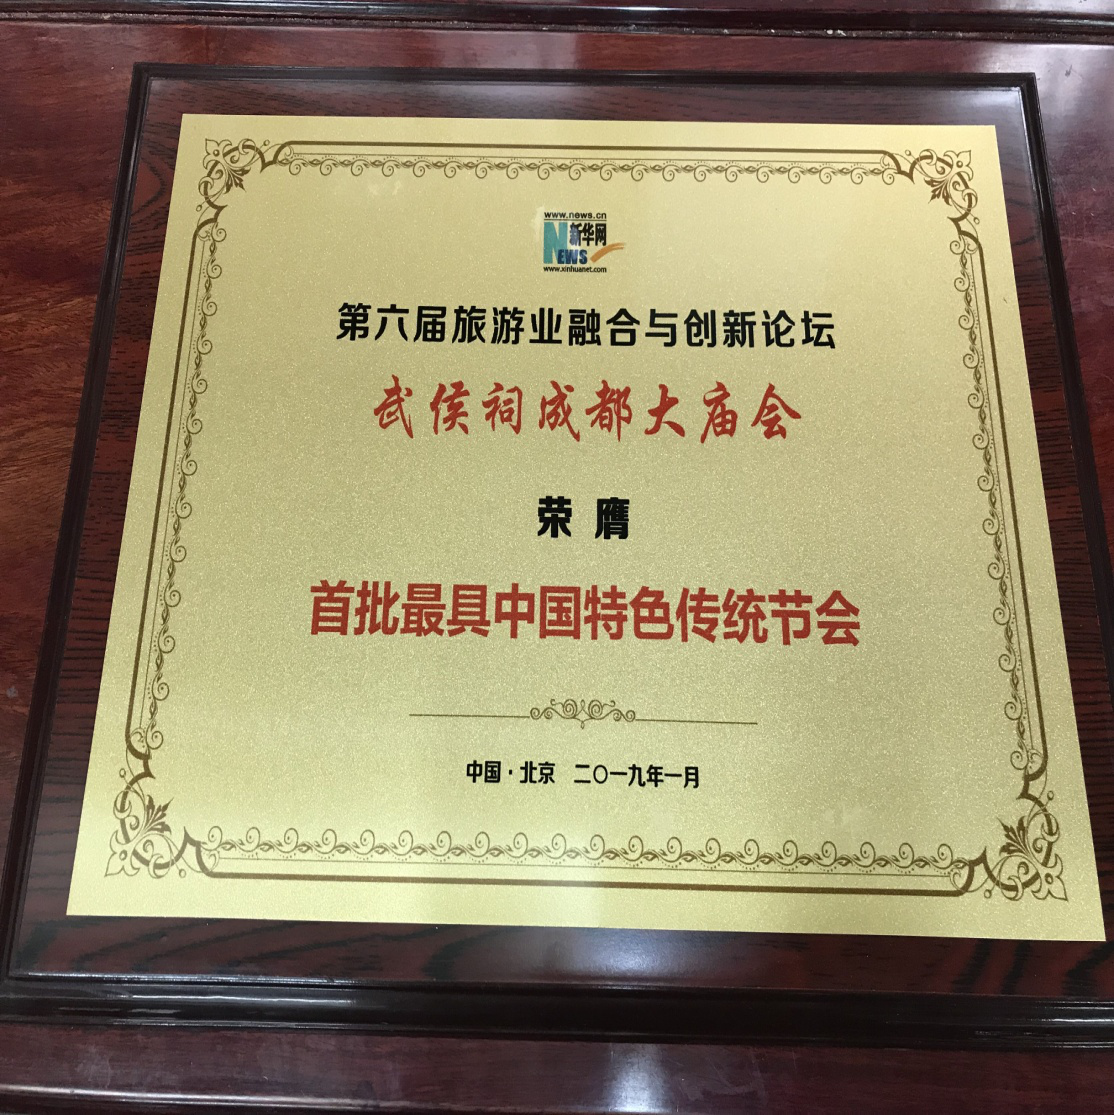 www.news.cn
新华网
NEWS
www.xinhuanet.com
第六届旅游业融合与创新论坛
武侯祠成都大庙会
荣膺
首批最具中国特色传统节会
中国·北京 二〇一九年一月